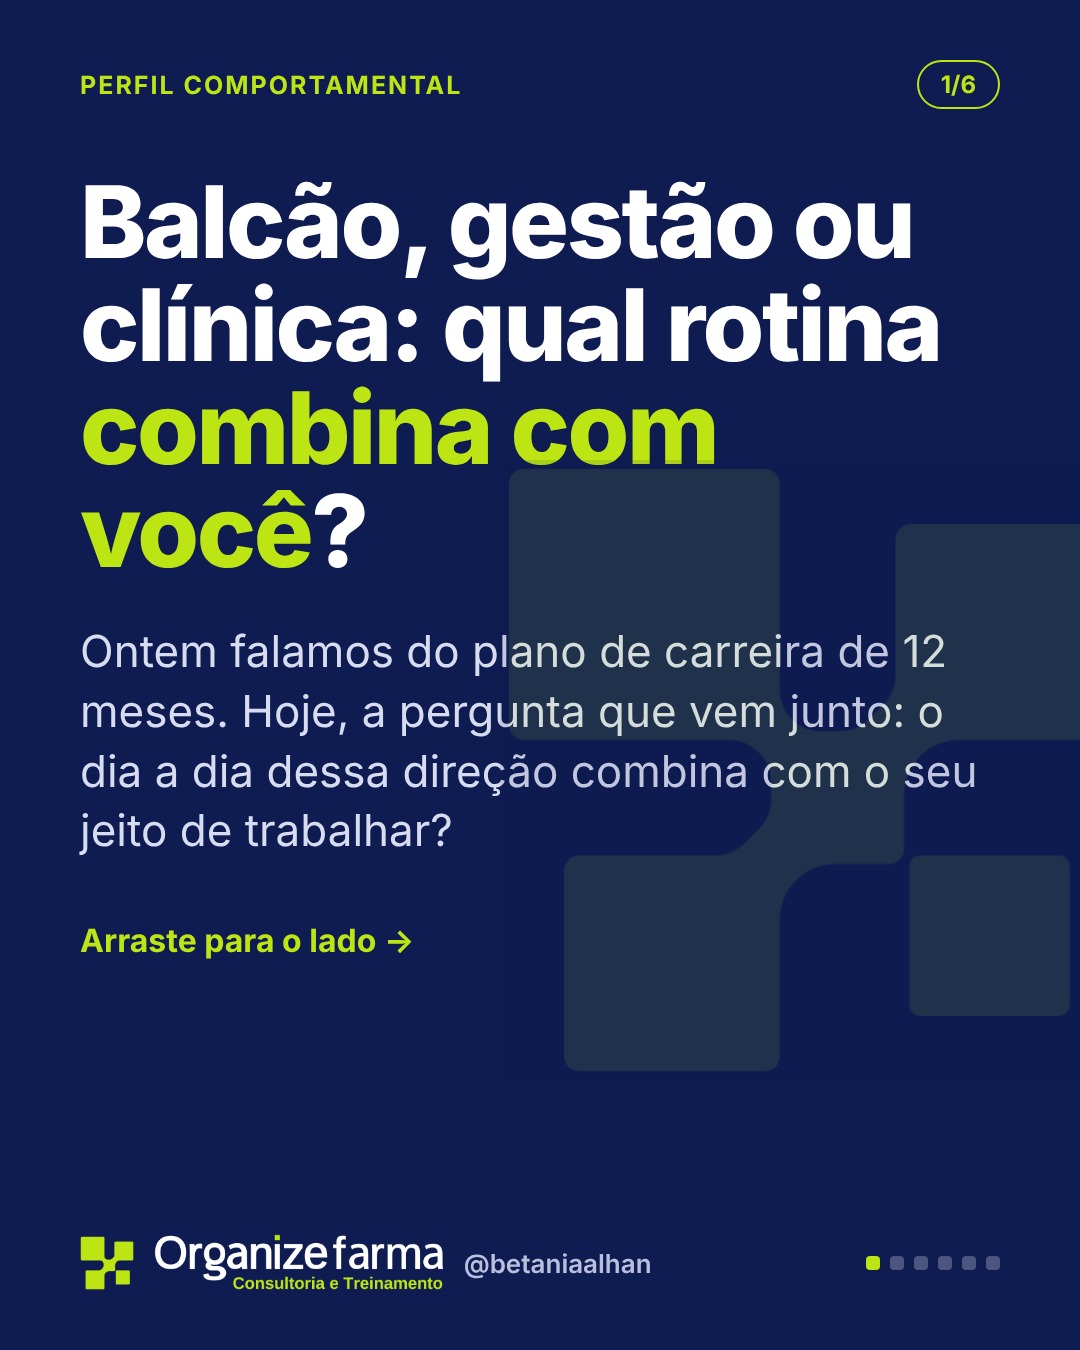 PERFIL COMPORTAMENTAL
1/6
Balcão, gestão ou
clínica: qual rotina
combina com
você?
Ontem falamos do plano de carreira de 12
meses. Hoje, a pergunta que vem junto: o
dia a dia dessa direção combina com o seu
jeito de trabalhar?
Arraste para o lado →
Organizefarma
Consultoria e Treinamento
@betaniaalhan